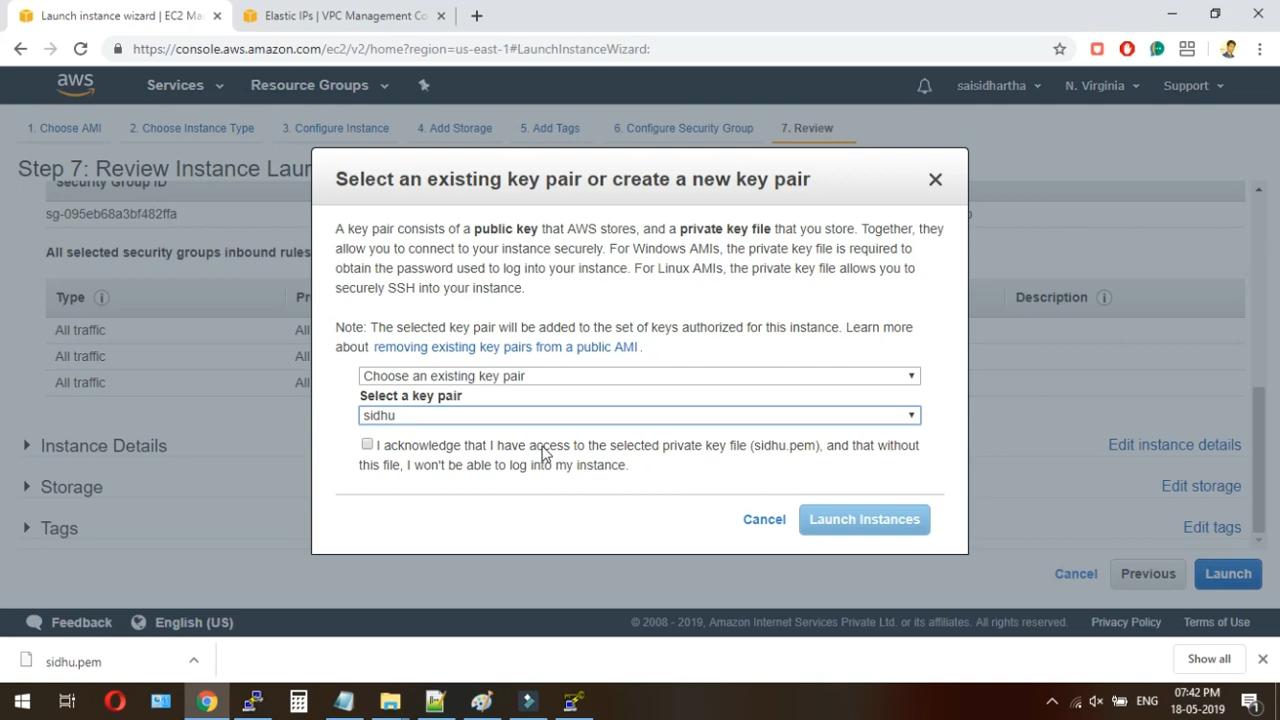 Launch instance wizard | EC2 Ma
Elastic IPs | VPC Management Co
https://console.aws.amazon.com/ec2/v2/home?region=us-east-1#LaunchInstanceWizard:
aws
Services
Resource Groups
saisidhartha
N. Virginia
Support
1. Choose AMI
2. Choose Instance Type
3. Configure Instance
4. Add Storage
5. Add Tags
6. Configure Security Group
7. Review
Step 7: Review Instance Laun
Security Group ID
sg-095eb68a3bf482ffa
All selected security groups inbound rules
Type
Pr
Description
All traffic
All
All traffic
All
All traffic
All
Instance Details
Edit instance details
Storage
Edit storage
Tags
Edit tags
Select an existing key pair or create a new key pair
A key pair consists of a public key that AWS stores, and a private key file that you store. Together, they
allow you to connect to your instance securely. For Windows AMIs, the private key file is required to
obtain the password used to log into your instance. For Linux AMIs, the private key file allows you to
securely SSH into your instance.
Note: The selected key pair will be added to the set of keys authorized for this instance. Learn more
about removing existing key pairs from a public AMI .
Choose an existing key pair
Select a key pair
sidhu
I acknowledge that I have access to the selected private key file (sidhu.pem), and that without
this file, I won't be able to log into my instance.
Cancel
Launch Instances
Cancel
Previous
Launch
Feedback
English (US)
© 2008 - 2019, Amazon Internet Services Private Ltd. or its affiliates. All rights reserved.
Privacy Policy
Terms of Use
sidhu.pem
Show all
ENG
07:42 PM
18-05-2019
1